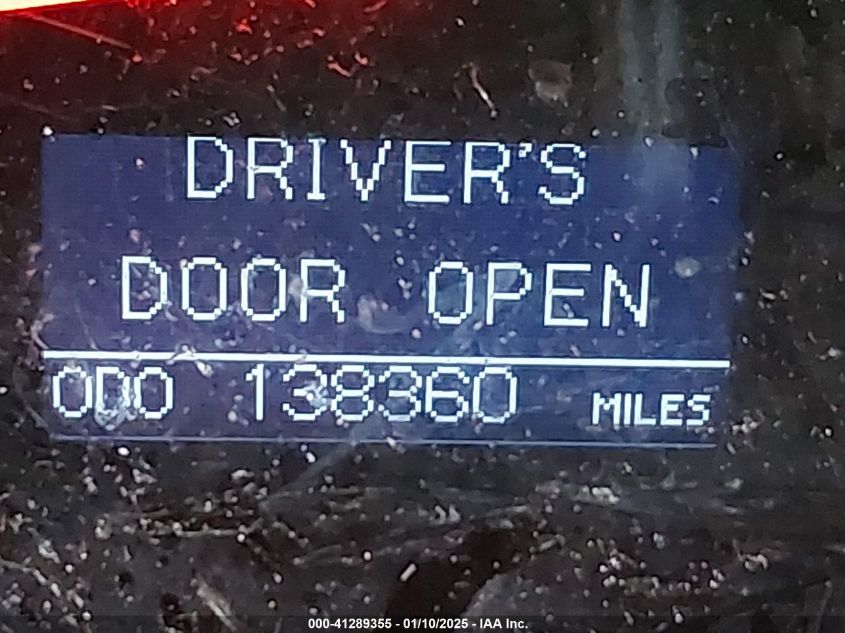 DRIVER'S
DOOR OPEN
ODO 138360 MILES
000-41289355 - 01/10/2025 - IAA Inc.